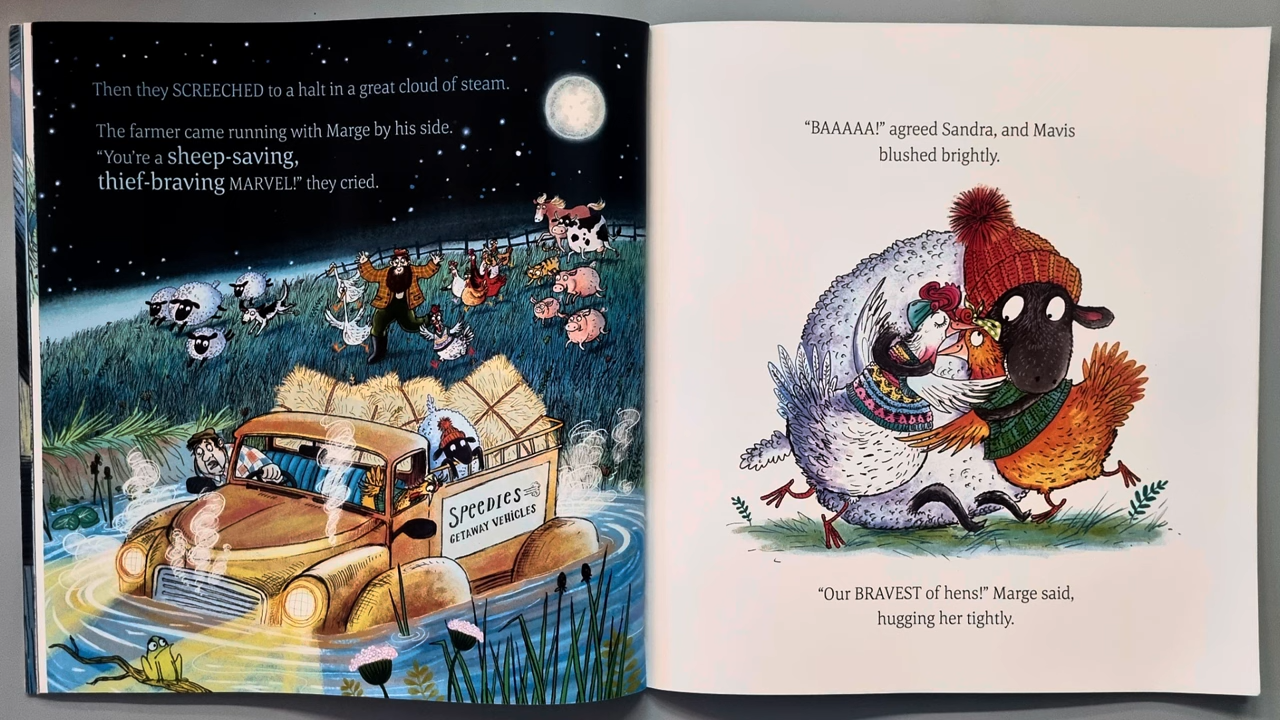 Then they SCREECHED to a halt in a great cloud of steam.
The farmer came running with Marge by his side.
“You’re a sheep-saving,
thief-braving MARVEL!” they cried.
SPEEDIES
GETAWAY VEHICLES
“BAAAAA!” agreed Sandra, and Mavis
blushed brightly.
“Our BRAVEST of hens!” Marge said,
hugging her tightly.